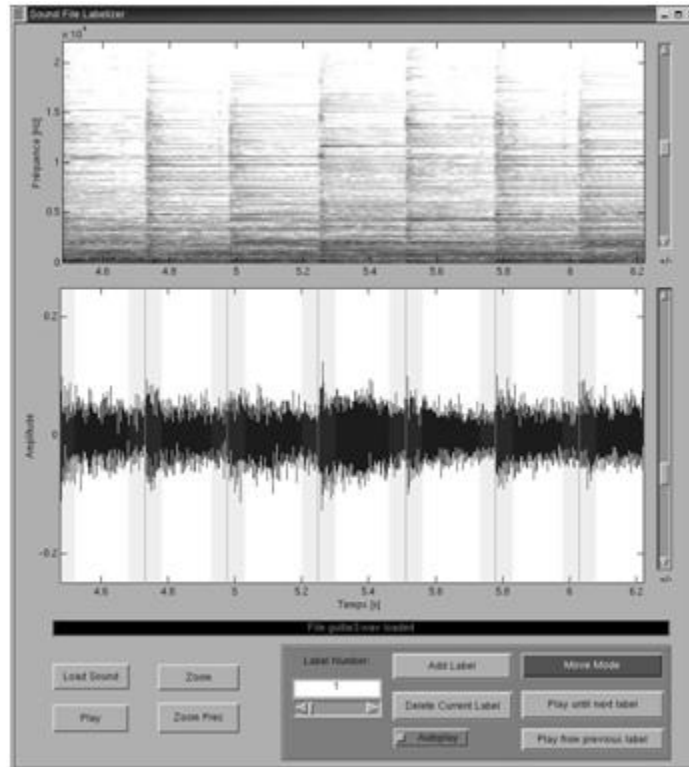 Sound File Labelizer
x 10⁴
2
1.5
1
0.5
0
Fréquence [Hz]
4.6 4.8 5 5.2 5.4 5.6 5.8 6 6.2
+/-
0.2
0
-0.2
Amplitude
4.6 4.8 5 5.2 5.4 5.6 5.8 6 6.2
Temps [s]
+/-
File guitar3.wav loaded
Load Sound
Zoom
Play
Zoom Prec
Label Number:
1
Add Label
Move Mode
Delete Current Label
Play until next label
Autoplay
Play from previous label